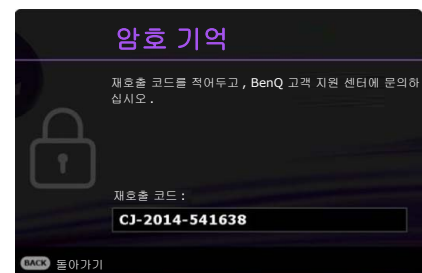 암호 기억
재호출 코드를 적어두고 , BenQ 고객 지원 센터에 문의하
십시오 .
재호출 코드 :
CJ-2014-541638
BACK 돌아가기